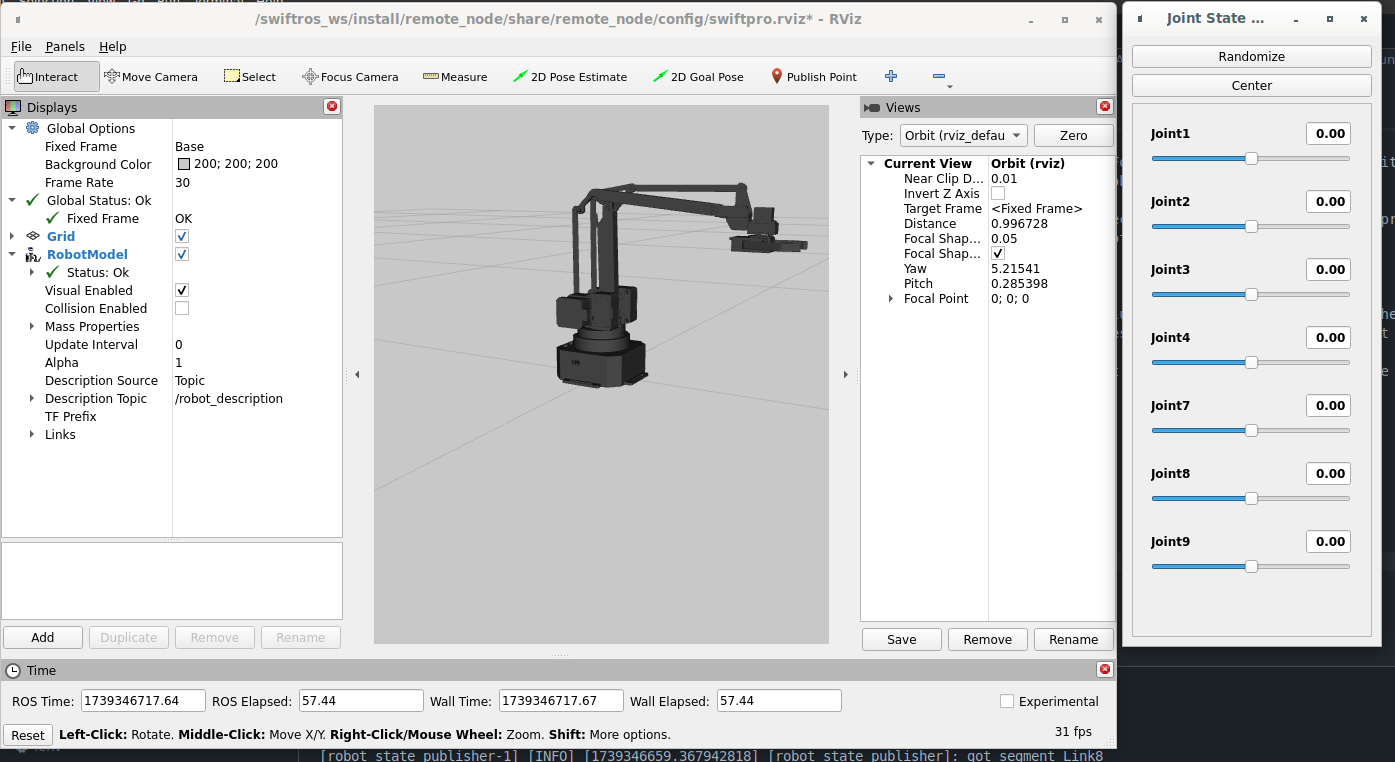 /swiftros_ws/install/remote_node/share/remote_node/config/swiftpro.rviz* - RViz
File Panels Help
Interact Move Camera Select Focus Camera Measure 2D Pose Estimate 2D Goal Pose Publish Point
Displays
Global Options
Fixed Frame Base
Background Color 200; 200; 200
Frame Rate 30
Global Status: Ok
Fixed Frame OK
Grid
RobotModel
Status: Ok
Visual Enabled
Collision Enabled
Mass Properties
Update Interval 0
Alpha 1
Description Source Topic
Description Topic /robot_description
TF Prefix
Links
Add Duplicate Remove Rename
Views
Type: Orbit (rviz_defau Zero
Current View Orbit (rviz)
Near Clip D... 0.01
Invert Z Axis
Target Frame <Fixed Frame>
Distance 0.996728
Focal Shap... 0.05
Focal Shap...
Yaw 5.21541
Pitch 0.285398
Focal Point 0; 0; 0
Save Remove Rename
Time
ROS Time: 1739346717.64 ROS Elapsed: 57.44 Wall Time: 1739346717.67 Wall Elapsed: 57.44 Experimental
Reset Left-Click: Rotate. Middle-Click: Move X/Y. Right-Click/Mouse Wheel: Zoom. Shift: More options. 31 fps
Joint State ...
Randomize
Center
Joint1 0.00
Joint2 0.00
Joint3 0.00
Joint4 0.00
Joint7 0.00
Joint8 0.00
Joint9 0.00
[robot_state_publisher-1] [INFO] [1739346659.367942818] [robot_state_publisher]: got segment Link8